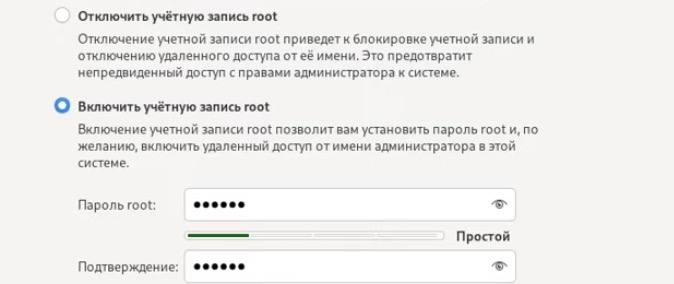 Отключить учётную запись root
Отключение учетной записи root приведет к блокировке учетной записи и
отключению удаленного доступа от её имени. Это предотвратит
непредвиденный доступ с правами администратора к системе.
Включить учётную запись root
Включение учетной записи root позволит вам установить пароль root и, по
желанию, включить удаленный доступ от имени администратора в этой
системе.
Пароль root: ●●●●●●
Простой
Подтверждение: ●●●●●●